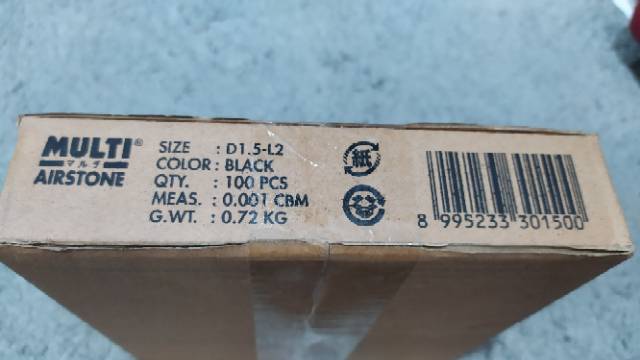 MULTI®
マルチ
AIRSTONE
SIZE : D1.5-L2
COLOR : BLACK
QTY. : 100 PCS
MEAS. : 0.001 CBM
G.WT. : 0.72 KG
紙
8 995233 301500